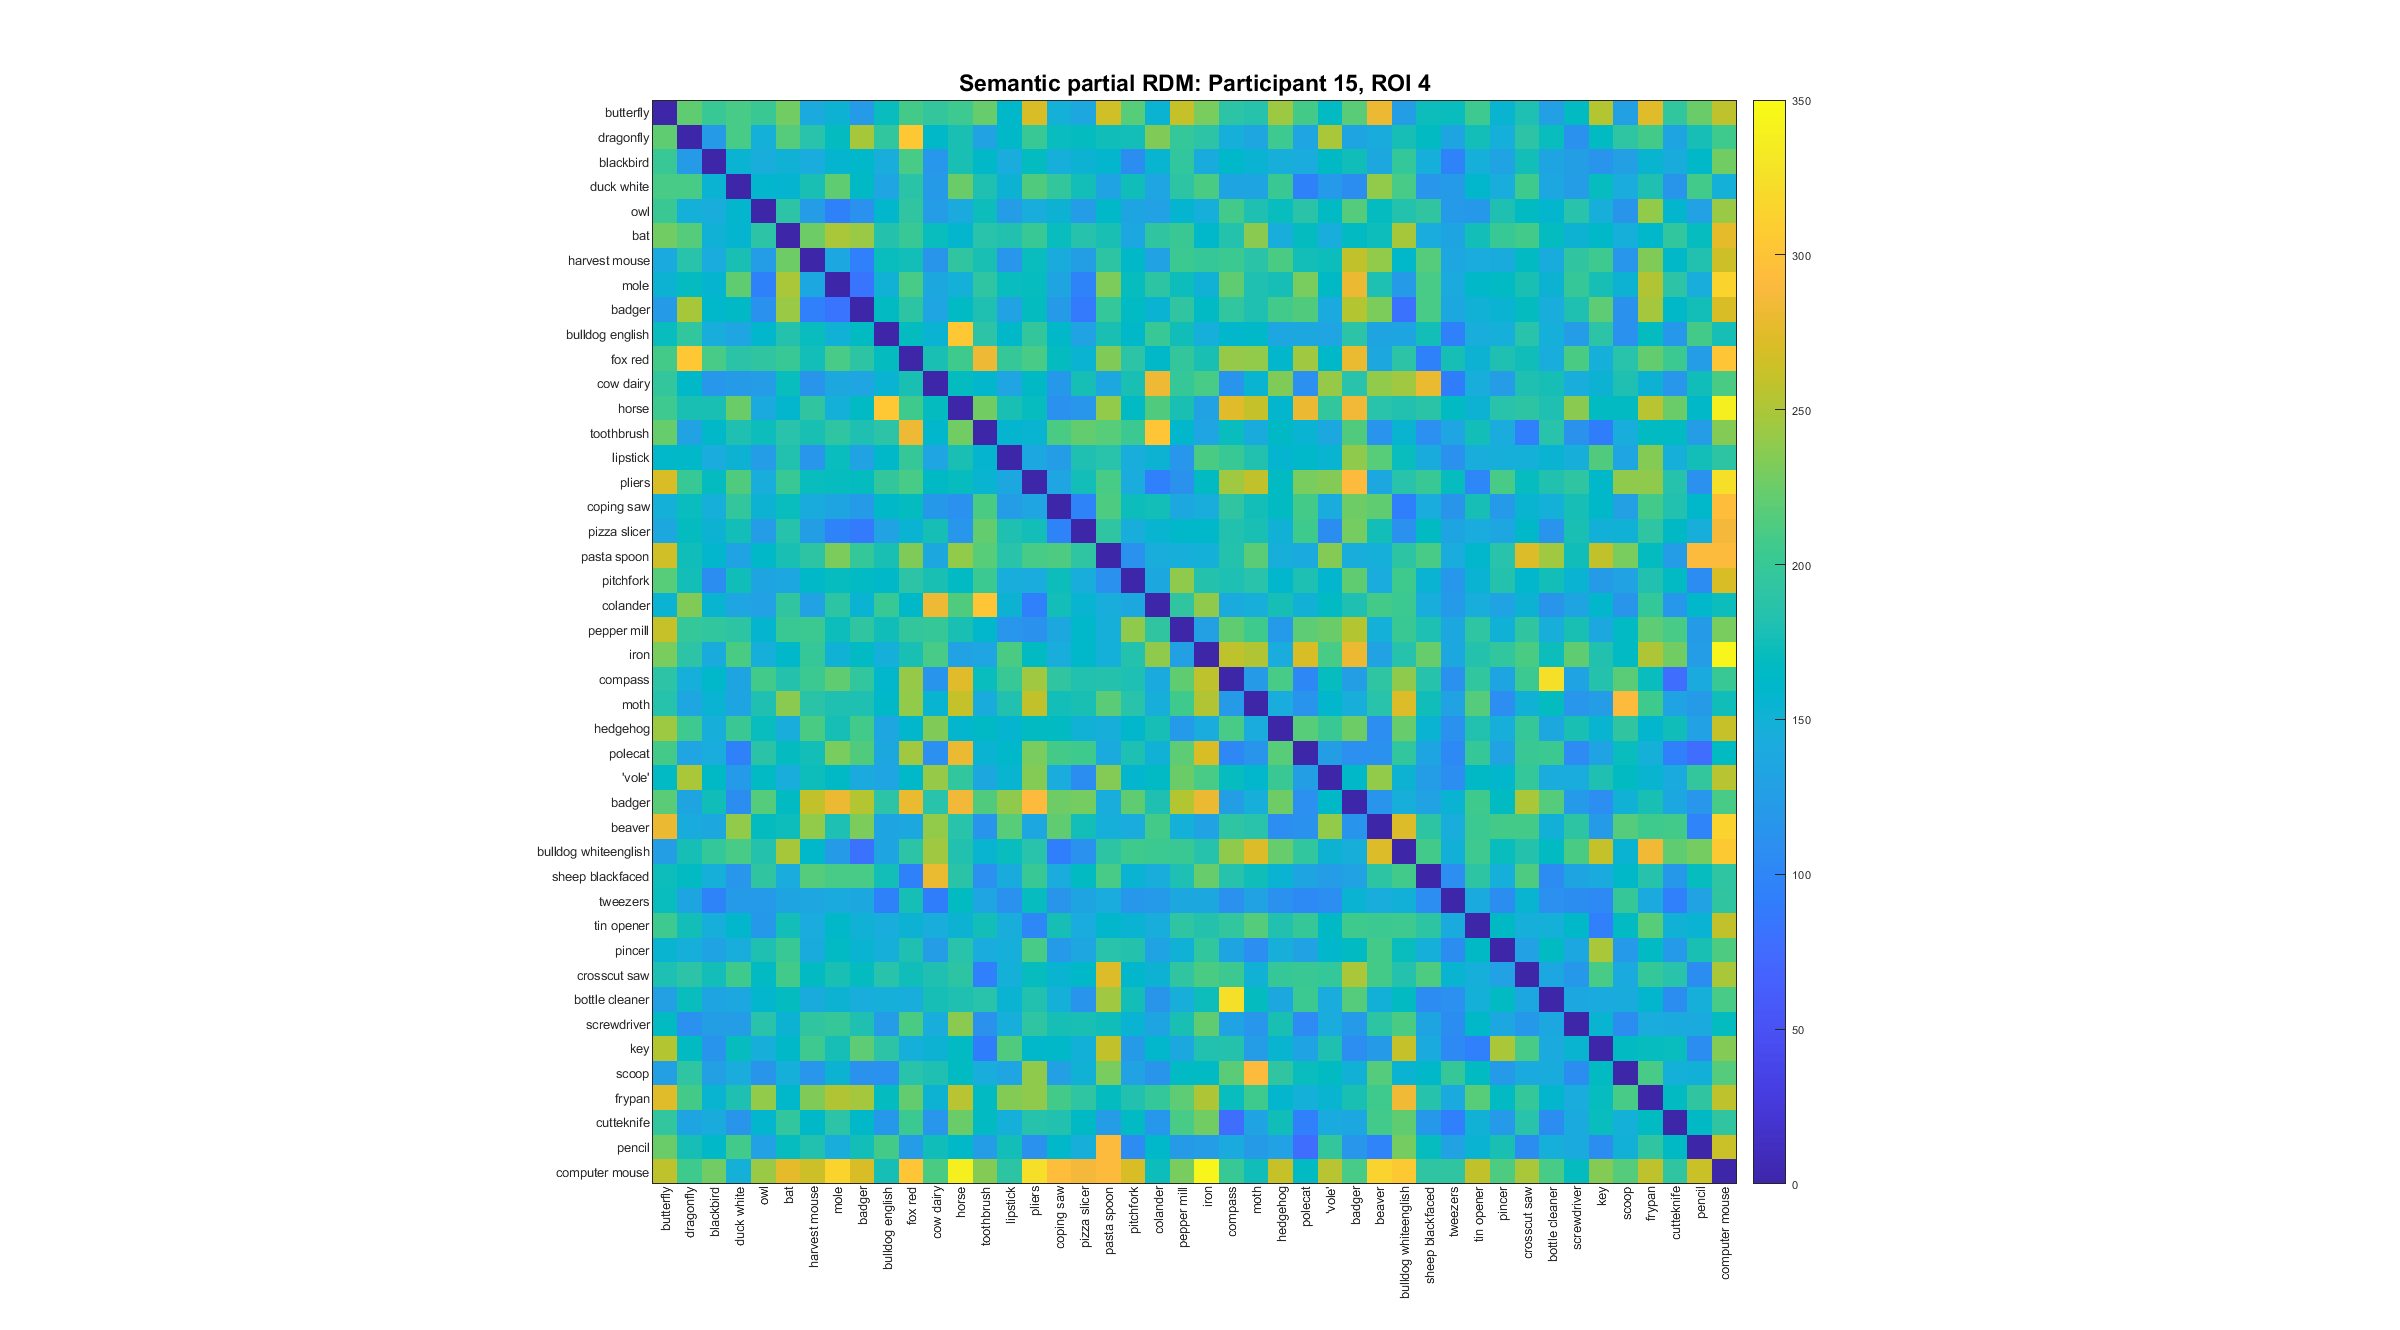 Semantic partial RDM: Participant 15, ROI 4
butterfly
dragonfly
blackbird
duck white
owl
bat
harvest mouse
mole
badger
bulldog english
fox red
cow dairy
horse
toothbrush
lipstick
pliers
coping saw
pizza slicer
pasta spoon
pitchfork
colander
pepper mill
iron
compass
moth
hedgehog
polecat
'vole'
badger
beaver
bulldog whiteenglish
sheep blackfaced
tweezers
tin opener
pincer
crosscut saw
bottle cleaner
screwdriver
key
scoop
frypan
cutteknife
pencil
computer mouse
350
300
250
200
150
100
50
0
butterfly
dragonfly
blackbird
duck white
owl
bat
harvest mouse
mole
badger
bulldog english
fox red
cow dairy
horse
toothbrush
lipstick
pliers
coping saw
pizza slicer
pasta spoon
pitchfork
colander
pepper mill
iron
compass
moth
hedgehog
polecat
'vole'
badger
beaver
bulldog whiteenglish
sheep blackfaced
tweezers
tin opener
pincer
crosscut saw
bottle cleaner
screwdriver
key
scoop
frypan
cutteknife
pencil
computer mouse